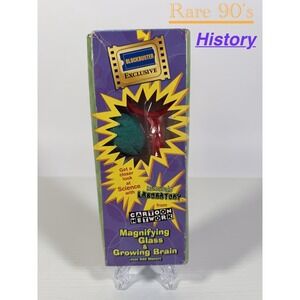 Rare 90's
History
BLOCKBUSTER
EXCLUSIVE
Get a
closer
look
at
Science
with
LABORATORY
from
CARTOON
NETWORK
Magnifying
Glass
&
Growing Brain